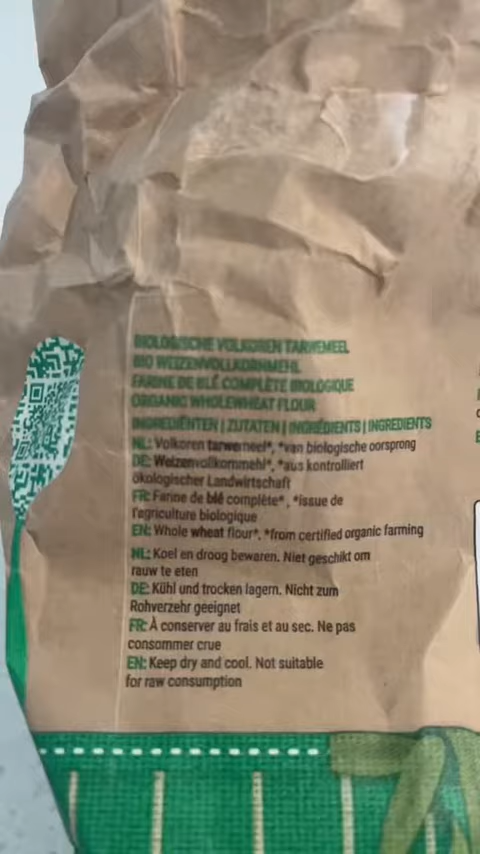 BIOLOGISCHE VOLKOREN TARWEMEEL
BIO WEIZENVOLLKORNMEHL
FARINE DE BLÉ COMPLÈTE BIOLOGIQUE
ORGANIC WHOLEWHEAT FLOUR
INGREDIËNTEN | ZUTATEN | INGRÉDIENTS | INGREDIENTS
NL: Volkoren tarwemeel*, *van biologische oorsprong
DE: Weizenvollkornmehl*, *aus kontrolliert
ökologischer Landwirtschaft
FR: Farine de blé complète*, *issue de
l'agriculture biologique
EN: Whole wheat flour*, *from certified organic farming
NL: Koel en droog bewaren. Niet geschikt om
rauw te eten
DE: Kühl und trocken lagern. Nicht zum
Rohverzehr geeignet
FR: À conserver au frais et au sec. Ne pas
consommer crue
EN: Keep dry and cool. Not suitable
for raw consumption